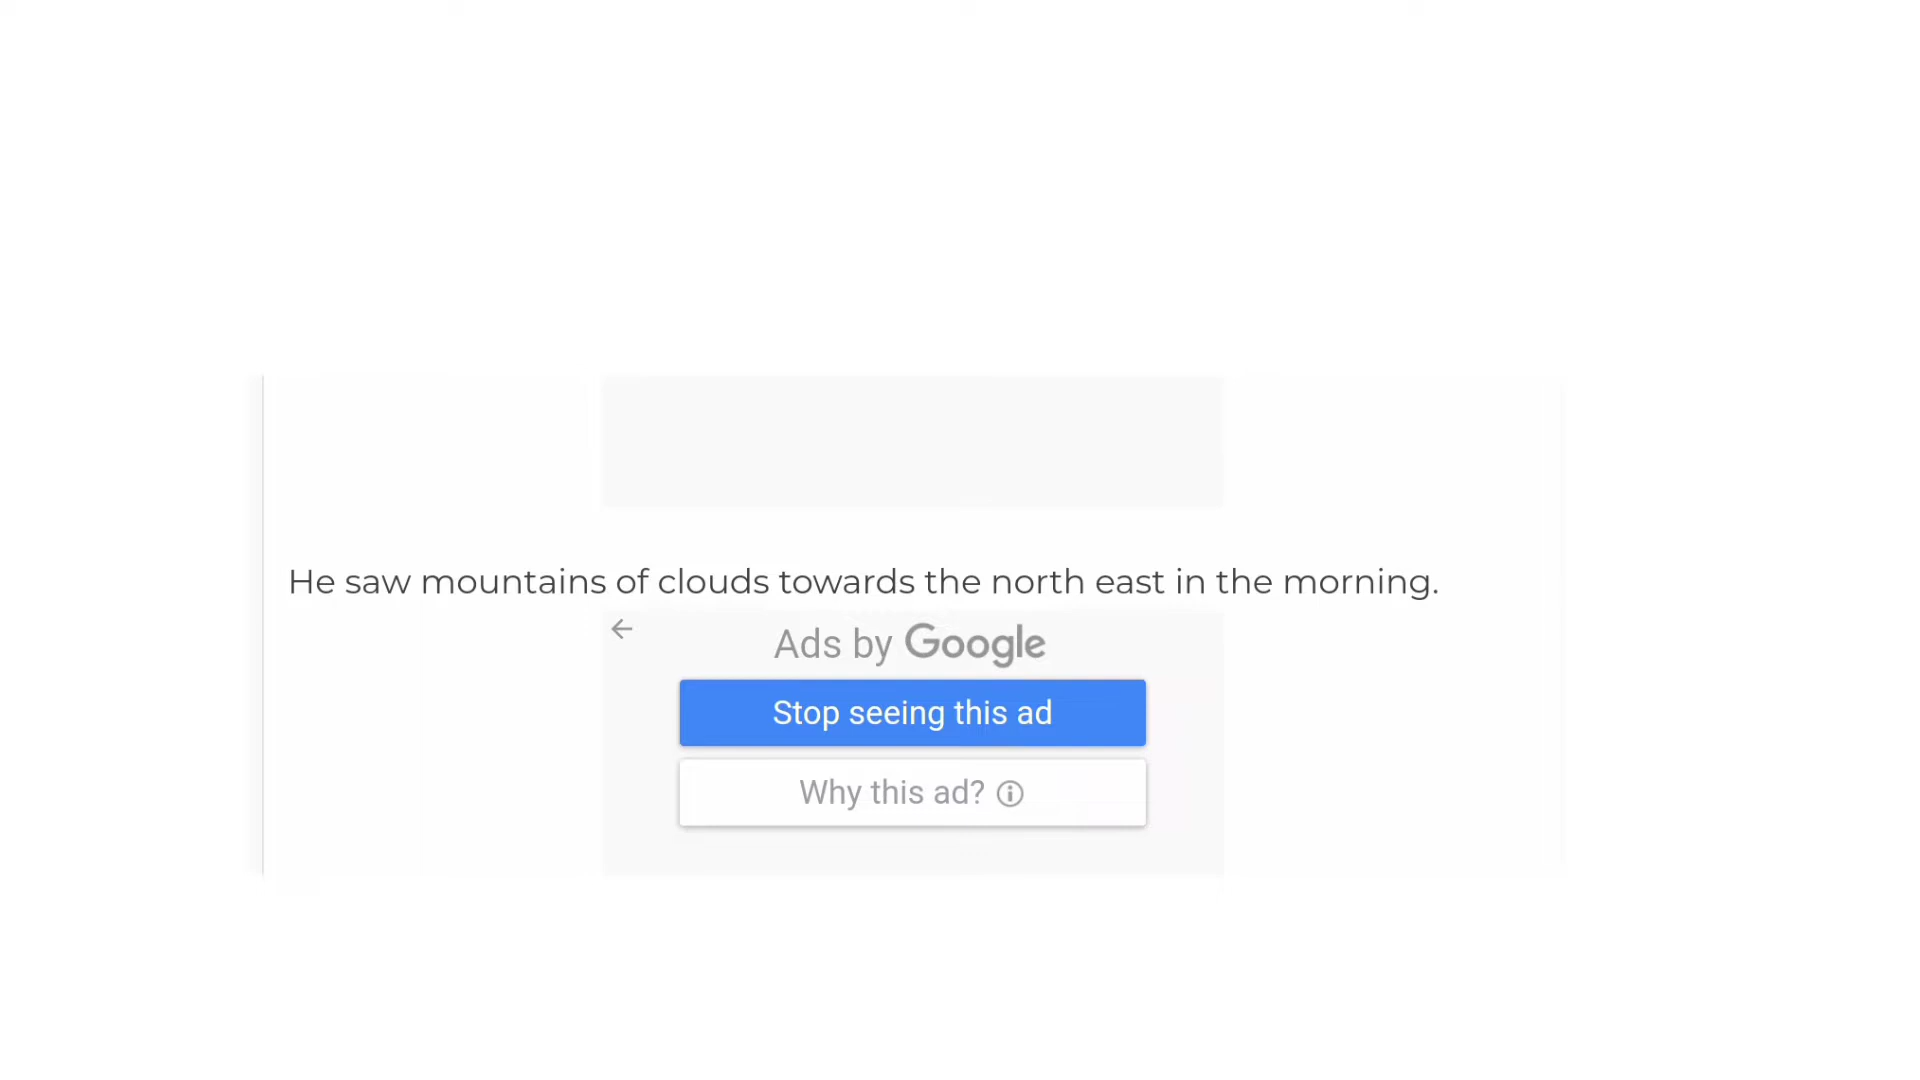 He saw mountains of clouds towards the north east in the morning.
Ads by Google
Stop seeing this ad
Why this ad?